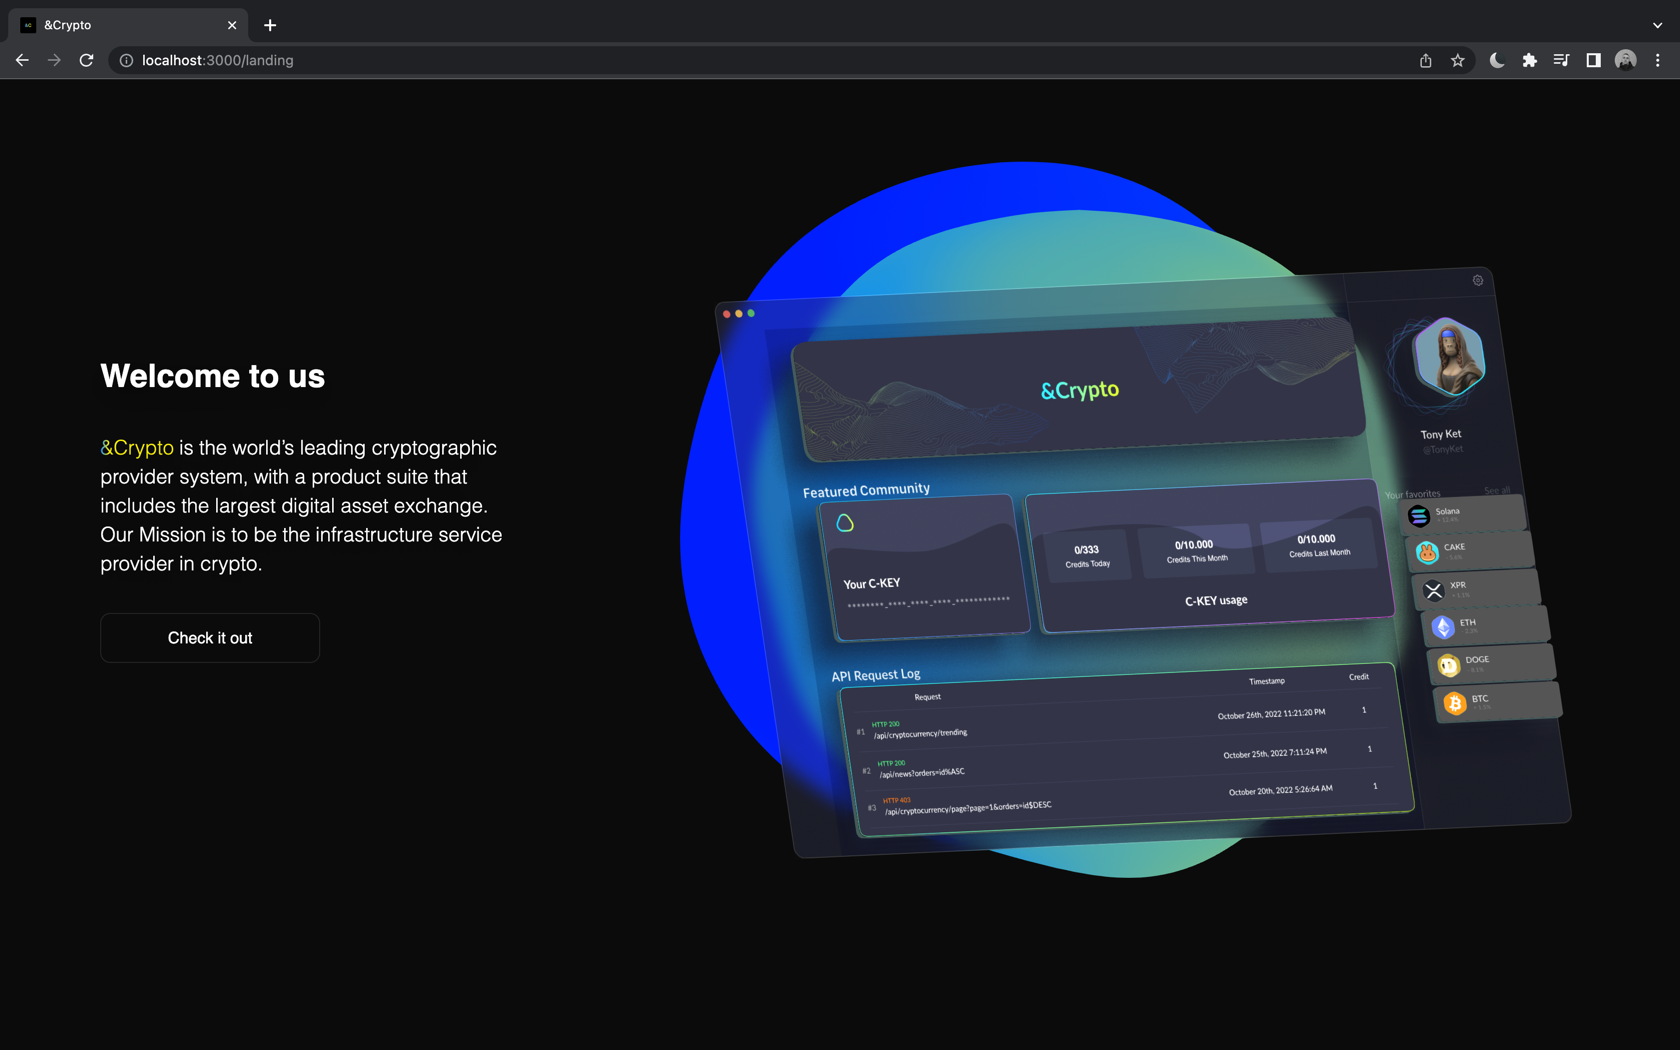 &Crypto
localhost:3000/landing
Welcome to us
&Crypto is the world’s leading cryptographic
provider system, with a product suite that
includes the largest digital asset exchange.
Our Mission is to be the infrastructure service
provider in crypto.
Check it out
&Crypto
Featured Community
Your C-KEY
********-****-****-****-************
0/333
Credits Today
0/10.000
Credits This Month
0/10.000
Credits Last Month
C-KEY usage
API Request Log
Request Timestamp Credit
#1 HTTP 200
/api/cryptocurrency/trending October 26th, 2022 11:21:20 PM 1
#2 HTTP 200
/api/news?orders=id%ASC October 25th, 2022 7:11:24 PM 1
#3 HTTP 403
/api/cryptocurrency/page?page=1&orders=id$DESC October 20th, 2022 5:26:64 AM 1
Tony Ket
@TonyKet
Your favorites See all
Solana
CAKE
XPR
ETH
DOGE
BTC